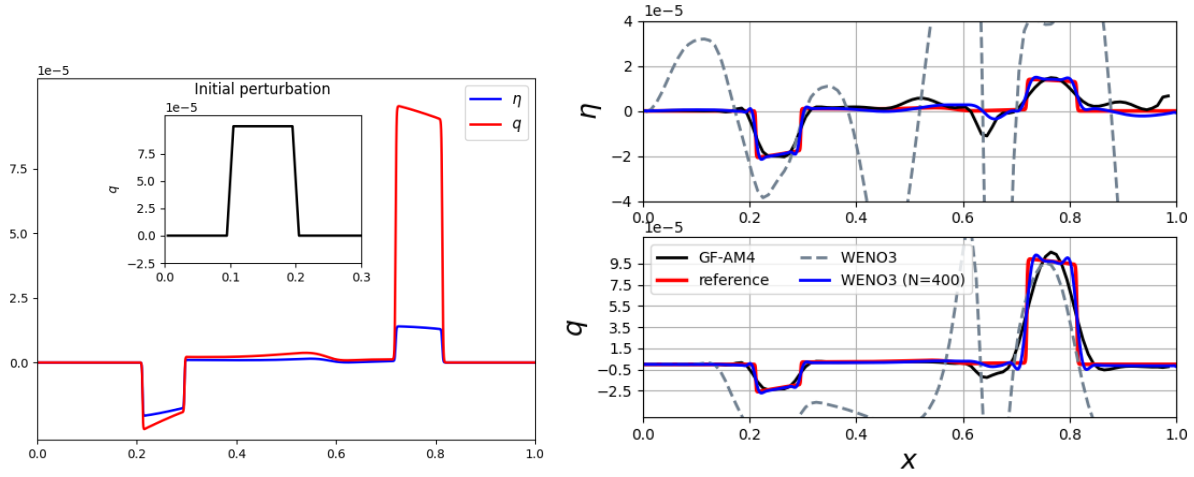 1e−5
η
q
Initial perturbation
1e−5
q
7.5
5.0
2.5
0.0
−2.5
0.0
0.1
0.2
0.3
7.5
5.0
2.5
0.0
0.0
0.2
0.4
0.6
0.8
1.0
1e−5
η
4
2
0
−2
−4
0.0
0.2
0.4
0.6
0.8
1.0
1e−5
q
9.5
7.5
5.5
3.5
1.5
−0.5
−2.5
GF-AM4
WENO3
reference
WENO3 (N=400)
0.0
0.2
0.4
0.6
0.8
1.0
x